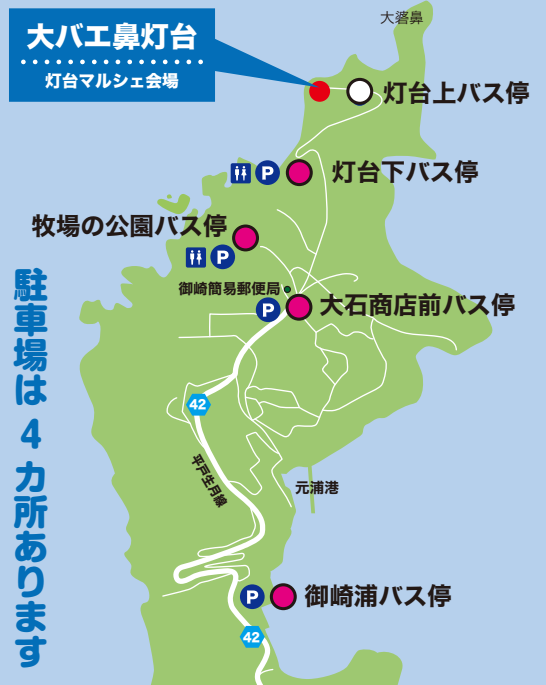 大バエ鼻灯台
灯台マルシェ会場
大碆鼻
灯台上バス停
P
灯台下バス停
牧場の公園バス停
P
御崎簡易郵便局
P
大石商店前バス停
駐車場は4カ所あります
42
平戸生月線
元浦港
P
御崎浦バス停
42